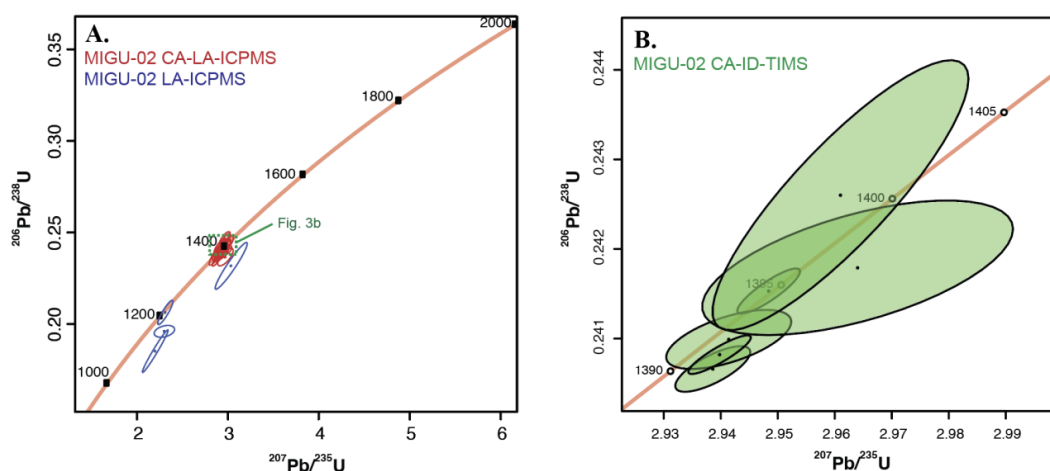 A.
MIGU-02 CA-LA-ICPMS
MIGU-02 LA-ICPMS
2000
1800
1600
1400
1200
1000
Fig. 3b
0.35
0.30
0.25
0.20
²⁰⁶Pb/²³⁸U
2 3 4 5 6
²⁰⁷Pb/²³⁵U
B.
MIGU-02 CA-ID-TIMS
1405
1400
1395
1390
0.244
0.243
0.242
0.241
²⁰⁶Pb/²³⁸U
2.93 2.94 2.95 2.96 2.97 2.98 2.99
²⁰⁷Pb/²³⁵U